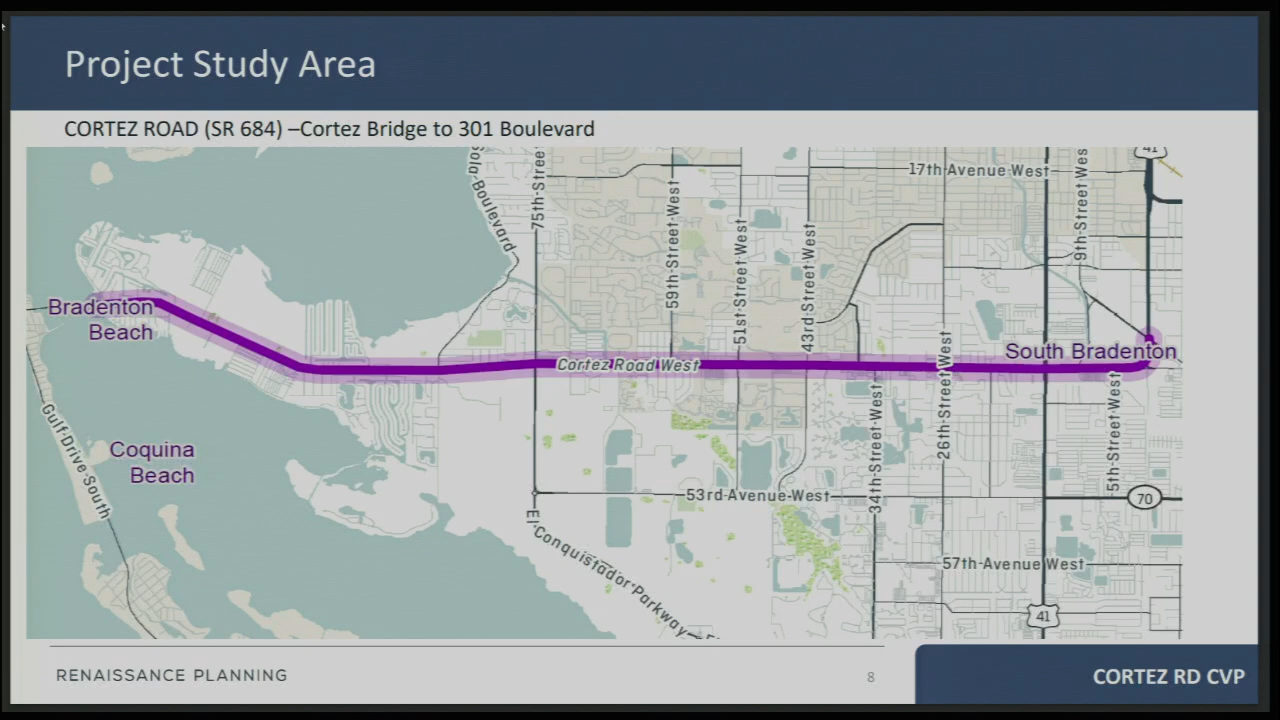 Project Study Area
CORTEZ ROAD (SR 684) –Cortez Bridge to 301 Boulevard
41
17th Avenue West
75th Stree
Boulevard
59th Street West
51st Street West
43rd Street West
9th Street Wes
Bradenton
Beach
South Bradenton
Cortez Road West
26th Street West
34th Street West
5th Street West
Gulf Drive South
Coquina
Beach
53rd Avenue West
70
El Conquistador Parkway
57th Avenue West
41
RENAISSANCE PLANNING
8
CORTEZ RD CVP